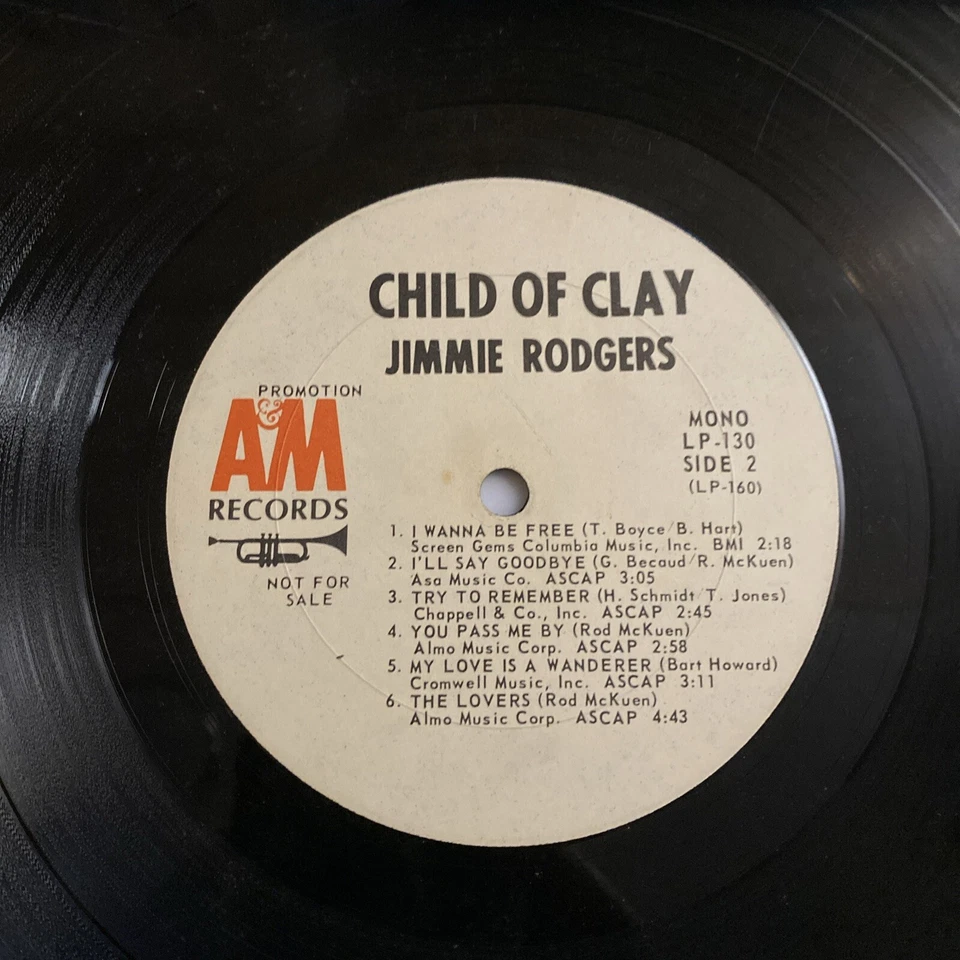 CHILD OF CLAY
JIMMIE RODGERS
PROMOTION
A&M
RECORDS
NOT FOR
SALE
MONO
LP-130
SIDE 2
(LP-160)
1. I WANNA BE FREE (T. Boyce/B. Hart)
Screen Gems Columbia Music, Inc. BMI 2:18
2. I'LL SAY GOODBYE (G. Becaud/R. McKuen)
Asa Music Co. ASCAP 3:05
3. TRY TO REMEMBER (H. Schmidt/T. Jones)
Chappell & Co., Inc. ASCAP 2:45
4. YOU PASS ME BY (Rod McKuen)
Almo Music Corp. ASCAP 2:58
5. MY LOVE IS A WANDERER (Bart Howard)
Cromwell Music, Inc. ASCAP 3:11
6. THE LOVERS (Rod McKuen)
Almo Music Corp. ASCAP 4:43